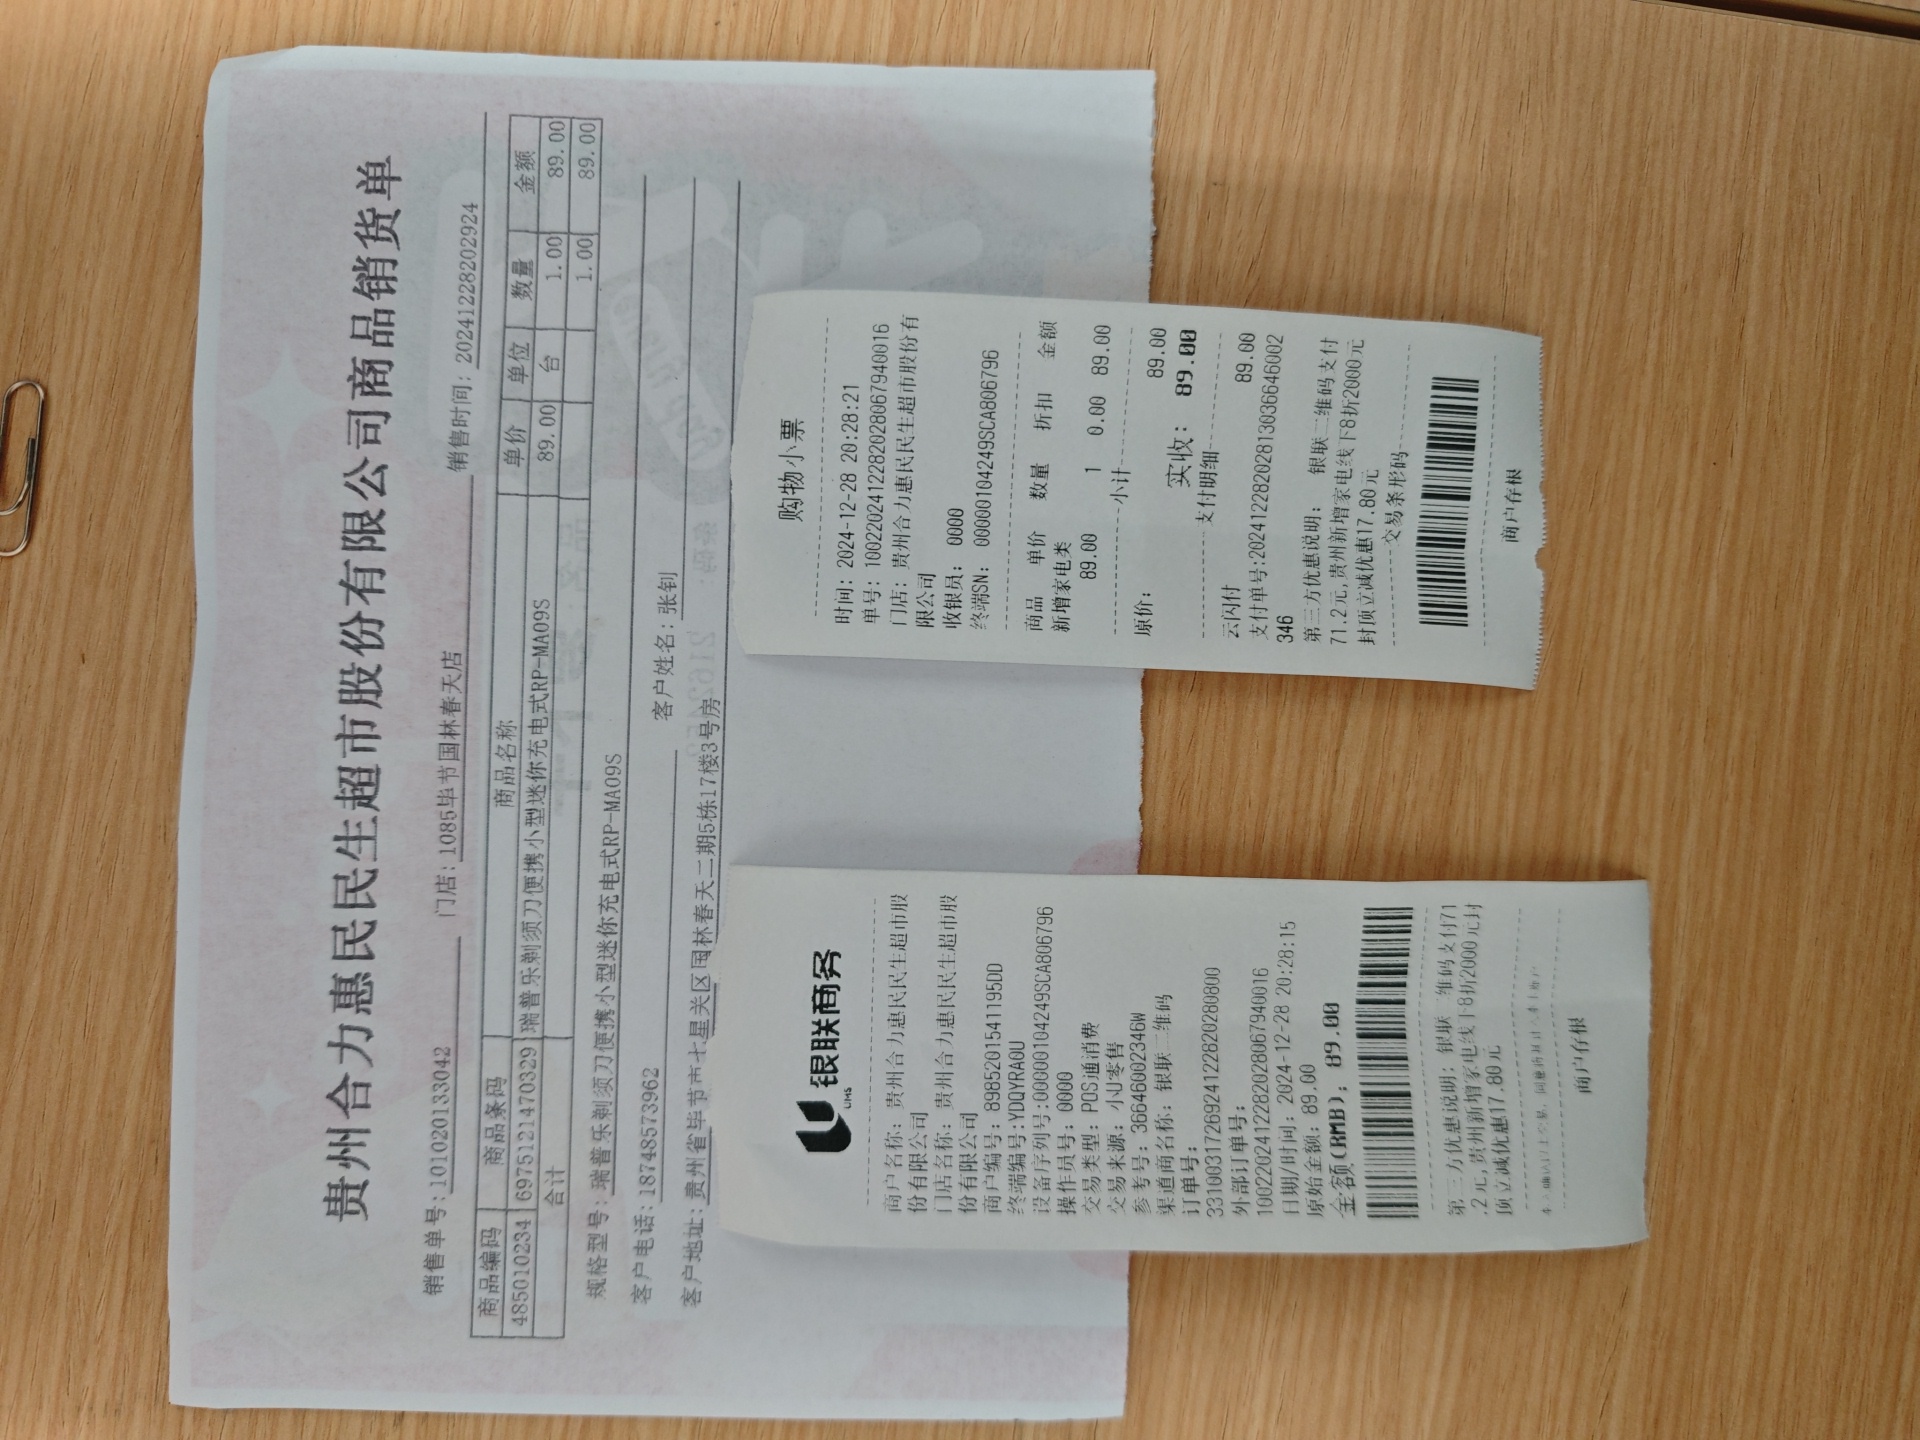 贵州合力惠民民生超市股份有限公司商品销货单
销售单号: 101020133042 门店: 1085毕节国林春天店 销售时间: 20241228202924
商品编码 商品条码 商品名称 单价 单位 数量 金额
485010234 6975121470329 瑞普乐剃须刀便携小型迷你充电式RP-MA09S 89.00 台 1.00 89.00
合计 1.00 89.00
规格型号: 瑞普乐剃须刀便携小型迷你充电式RP-MA09S
客户电话: 18748573962 客户姓名: 张钊
客户地址: 贵州省毕节市七星关区国林春天二期5栋17楼3号房
银联商务
UMS
商户名称: 贵州合力惠民民生超市股
份有限公司
门店名称: 贵州合力惠民民生超市股
份有限公司
商户编号: 8985201541195DD
终端编号:YDQYRA0U
设备序列号:00000104249SCA806796
操作员号: 0000
交易类型: POS通消费
交易来源: 小U零售
参考号: 36646002346W
渠道商名称: 银联二维码
订单号:
33100317269241228202808​00
外部订单号:
10022024122820280679400​16
日期/时间: 2024-12-28 20:28:15
原始金额: 89.00
金额(RMB): 89.00
第三方优惠说明: 银联二维码支付71
.2元,贵州新增家电线下8折2000元封
顶立减优惠17.80元
商户存根
购物小票
时间: 2024-12-28 20:28:21
单号: 1002202412282028067940016
门店: 贵州合力惠民民生超市股份有
限公司
收银员: 0000
终端SN: 00000104249SCA806796
商品 单价 数量 折扣 金额
新增家电类
89.00 1 0.00 89.00
小计
原价: 89.00
实收: 89.00
支付明细
云闪付 89.00
支付单号:20241228202813036646002
346
第三方优惠说明: 银联二维码支付
71.2元,贵州新增家电线下8折2000元
封顶立减优惠17.80元
交易条形码
商户存根